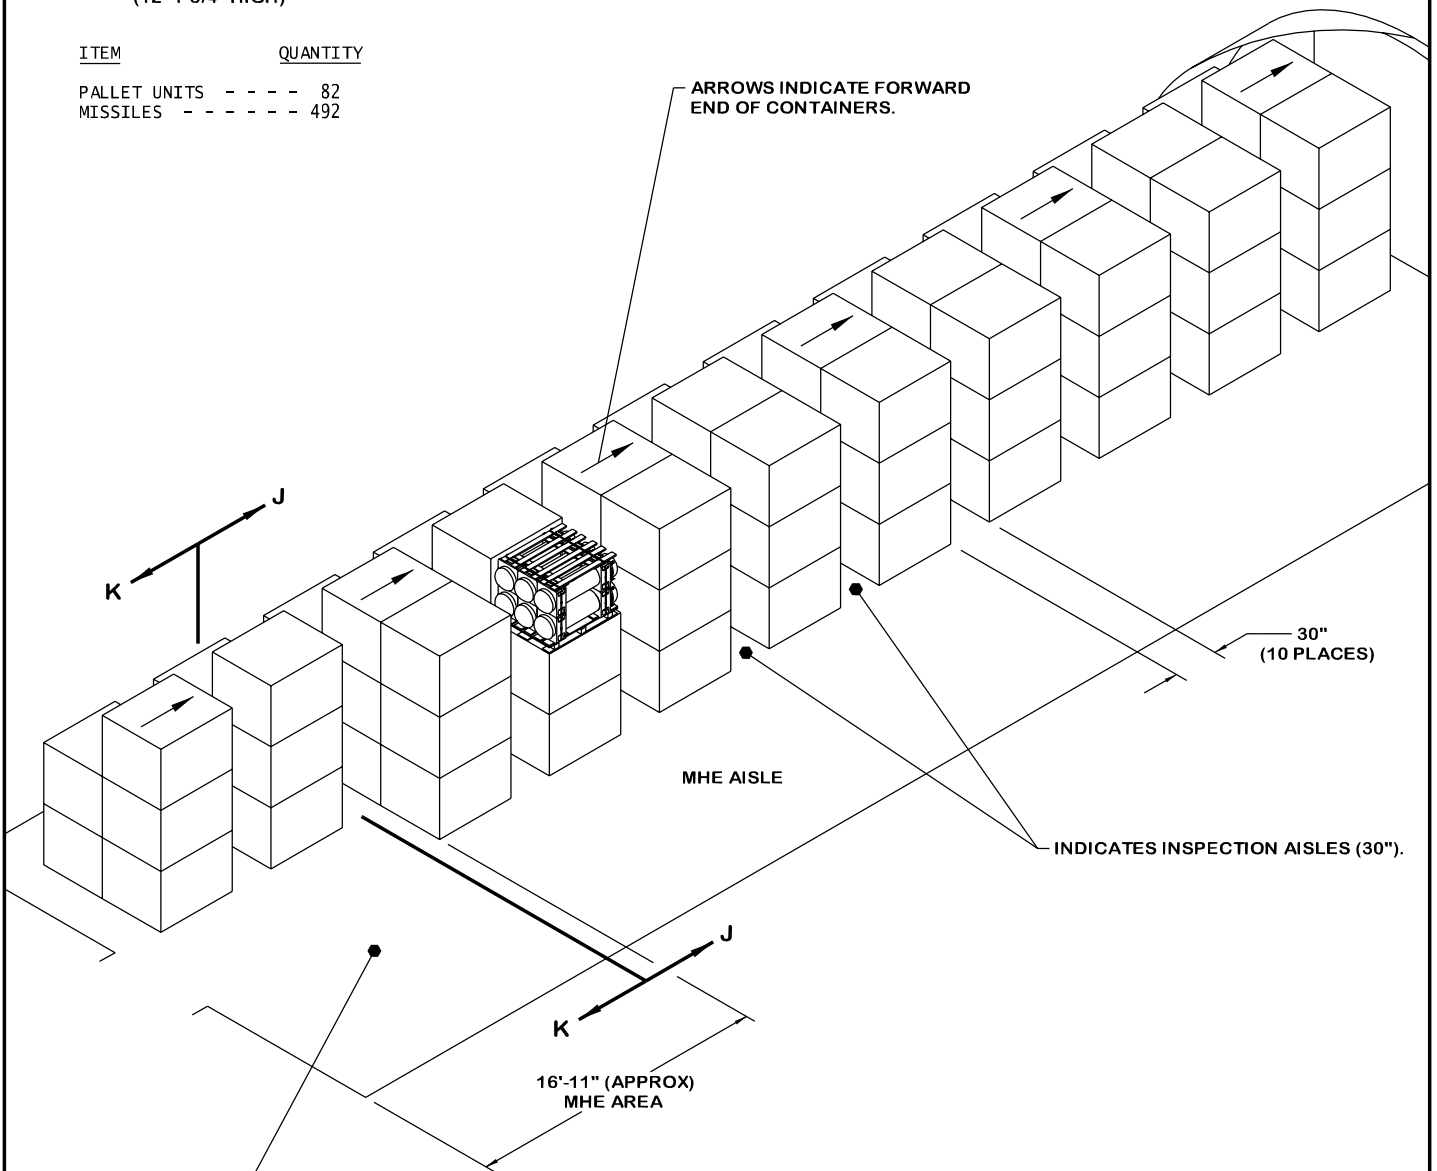 ITEM QUANTITY
PALLET UNITS - - - - 82
MISSILES - - - - - - 492
ARROWS INDICATE FORWARD
END OF CONTAINERS.
J
K
30"
(10 PLACES)
MHE AISLE
INDICATES INSPECTION AISLES (30").
J
K
16'-11" (APPROX)
MHE AREA